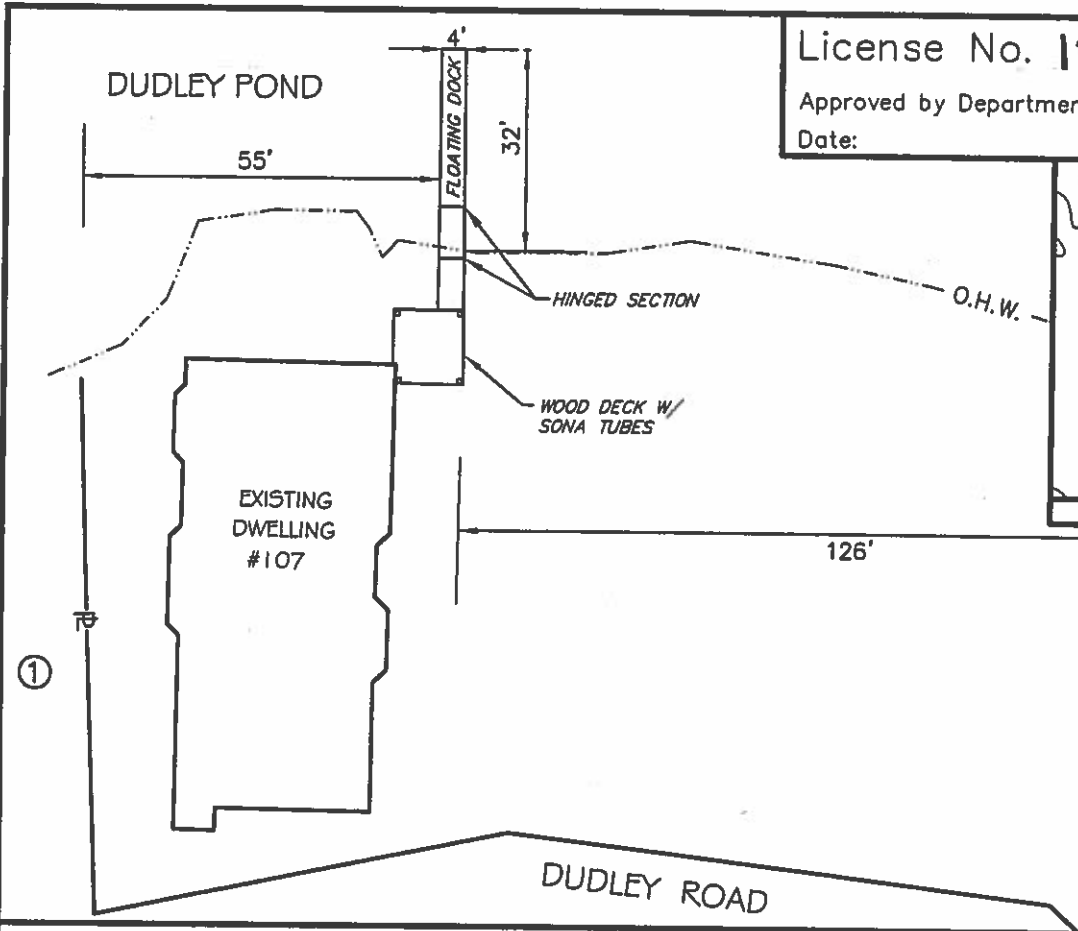 License No. 1
Approved by Departmen
Date:
4'
DUDLEY POND
FLOATING DOCK
32'
55'
HINGED SECTION
O.H.W.
WOOD DECK W/
SONA TUBES
EXISTING
DWELLING
#107
126'
1
DUDLEY ROAD